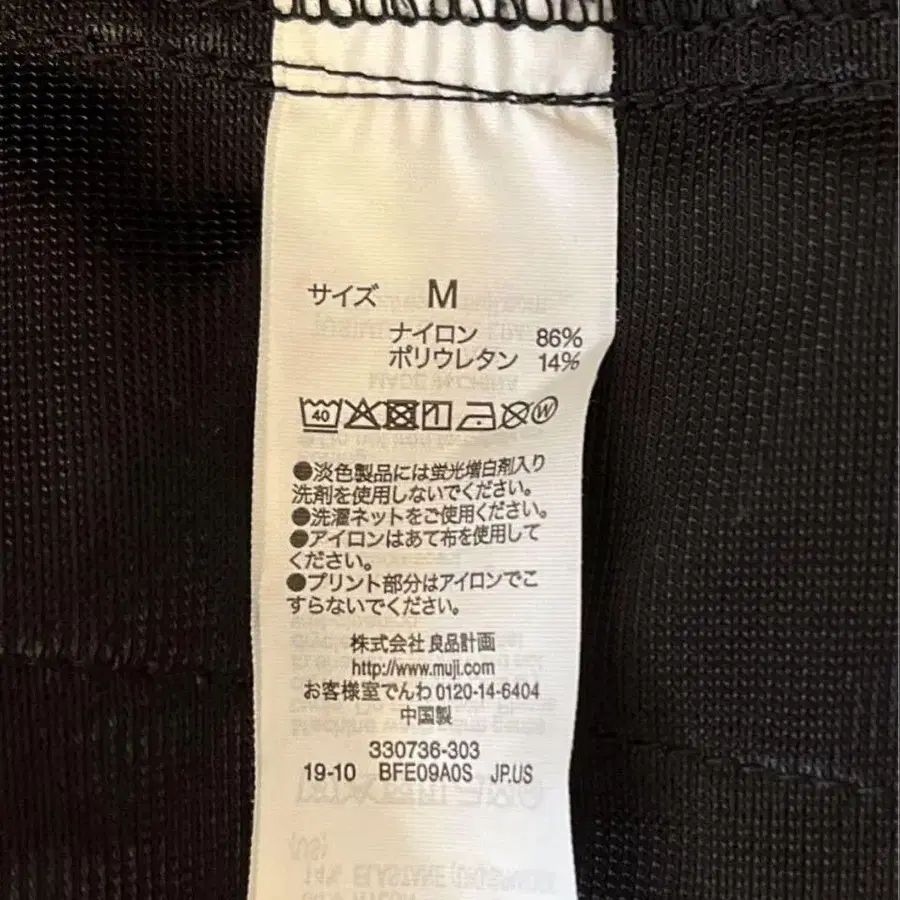 サイズ M
ナイロン 86%
ポリウレタン 14%
40 W
●淡色製品には蛍光増白剤入り
洗剤を使用しないでください。
●洗濯ネットをご使用ください。
●アイロンはあて布を使用して
ください。
●プリント部分はアイロンでこ
すらないでください。
株式会社 良品計画
http://www.muji.com
お客様室でんわ 0120-14-6404
中国製
330736-303
19-10 BFE09A0S JP.US